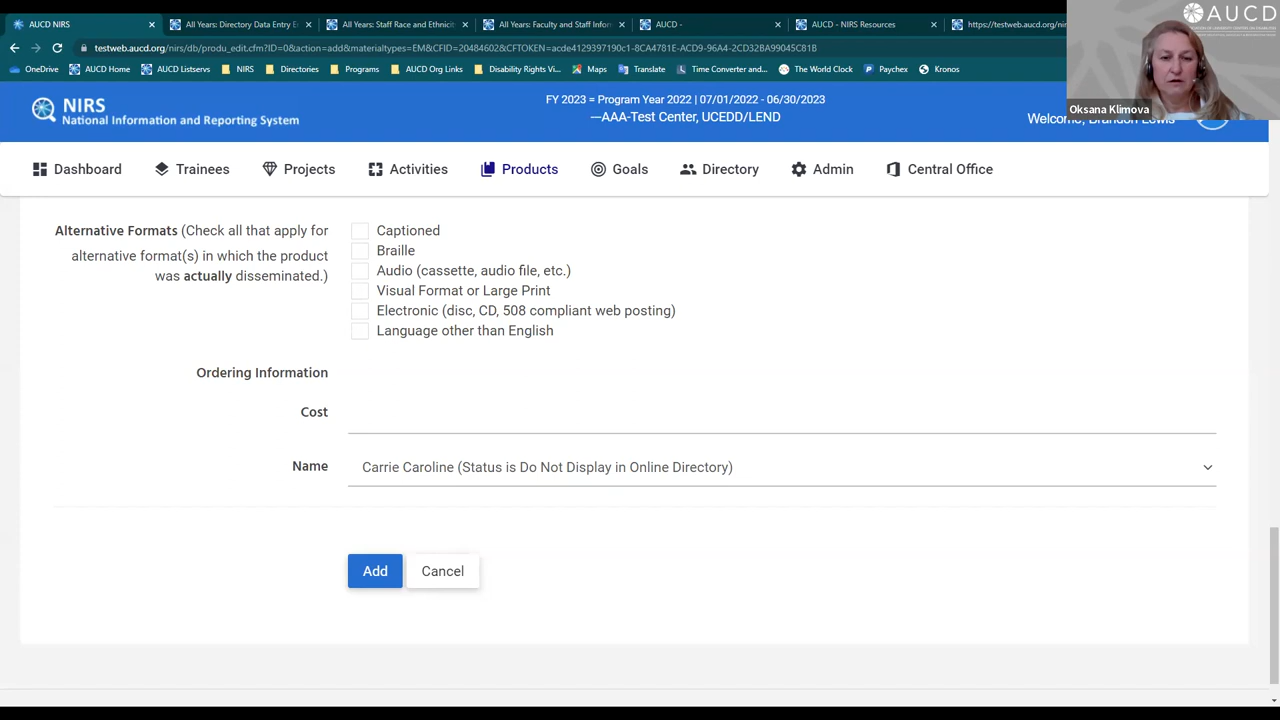 AUCD NIRS
All Years: Directory Data Entry E
All Years: Staff Race and Ethnicit
All Years: Faculty and Staff Infor
AUCD -
AUCD - NIRS Resources
https://testweb.aucd.org/nir
testweb.aucd.org/nirs/db/produ_edit.cfm?ID=0&action=add&materialtypes=EM&CFID=20484602&CFTOKEN=acde4129397190c1-8CA4781E-ACD9-96A4-2CD32BA99045C81B
OneDrive
AUCD Home
AUCD Listservs
NIRS
Directories
Programs
AUCD Org Links
Disability Rights Vi...
Maps
Translate
Time Converter and...
The World Clock
Paychex
Kronos
AUCD
Oksana Klimova
NIRS
National Information and Reporting System
FY 2023 = Program Year 2022 | 07/01/2022 - 06/30/2023
—AAA-Test Center, UCEDD/LEND
Welcome, Brandon Lewis
Dashboard
Trainees
Projects
Activities
Products
Goals
Directory
Admin
Central Office
Alternative Formats (Check all that apply for
alternative format(s) in which the product
was actually disseminated.)
Captioned
Braille
Audio (cassette, audio file, etc.)
Visual Format or Large Print
Electronic (disc, CD, 508 compliant web posting)
Language other than English
Ordering Information
Cost
Name
Carrie Caroline (Status is Do Not Display in Online Directory)
Add
Cancel